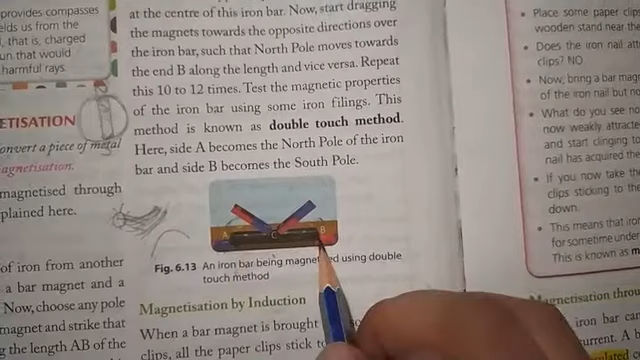 provides compasses
elds us from the
, that is, charged
un that would
harmful rays.
ETISATION
onvert a piece of metal
agnetisation.
magnetised through
plained here.
of iron from another
a bar magnet and a
Now, choose any pole
magnet and strike that
the length AB of the
at the centre of this iron bar. Now, start dragging
the magnets towards the opposite directions over
the iron bar, such that North Pole moves towards
the end B along the length and vice versa. Repeat
this 10 to 12 times. Test the magnetic properties
of the iron bar using some iron filings. This
method is known as double touch method.
Here, side A becomes the North Pole of the iron
bar and side B becomes the South Pole.
A C B
Fig. 6.13 An iron bar being magnetised using double
touch method
Magnetisation by Induction
When a bar magnet is brought
clips, all the paper clips stick to
Place some paper clips
wooden stand near the
Does the iron nail att
clips? NO
Now, bring a bar mag
of the iron nail but no
What do you see no
now weakly attracte
and start clinging to
nail has acquired the
If you now take the
clips sticking to the
down.
This means that iron
for sometime under
This is known as m
Magnetisation throu
iron bar can
current. A b